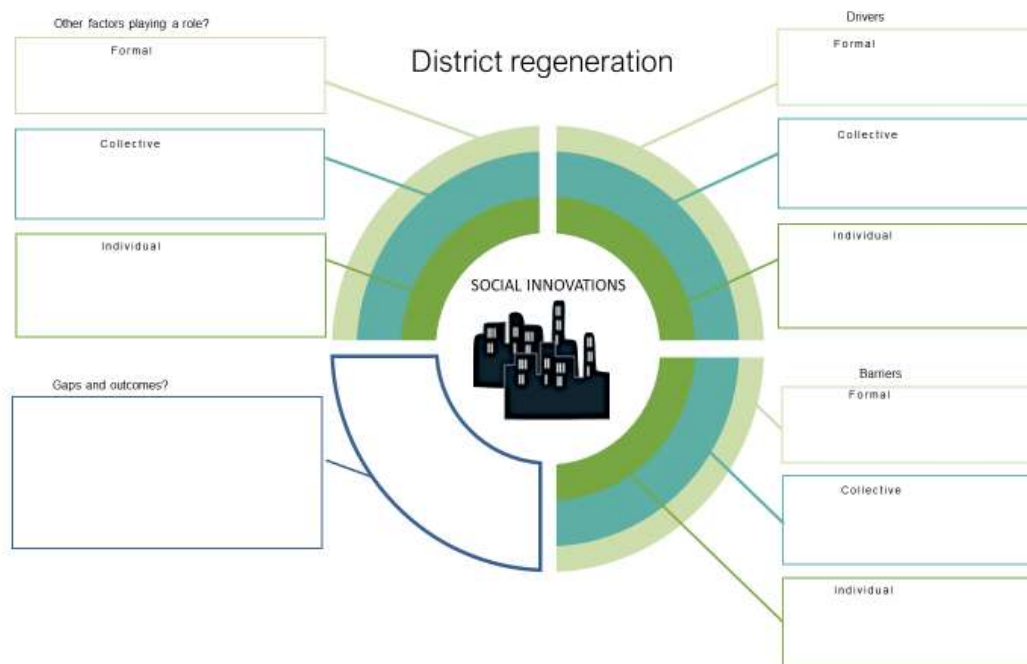 District regeneration
Other factors playing a role?
Formal
Collective
Individual
Gaps and outcomes?
SOCIAL INNOVATIONS
Drivers
Formal
Collective
Individual
Barriers
Formal
Collective
Individual